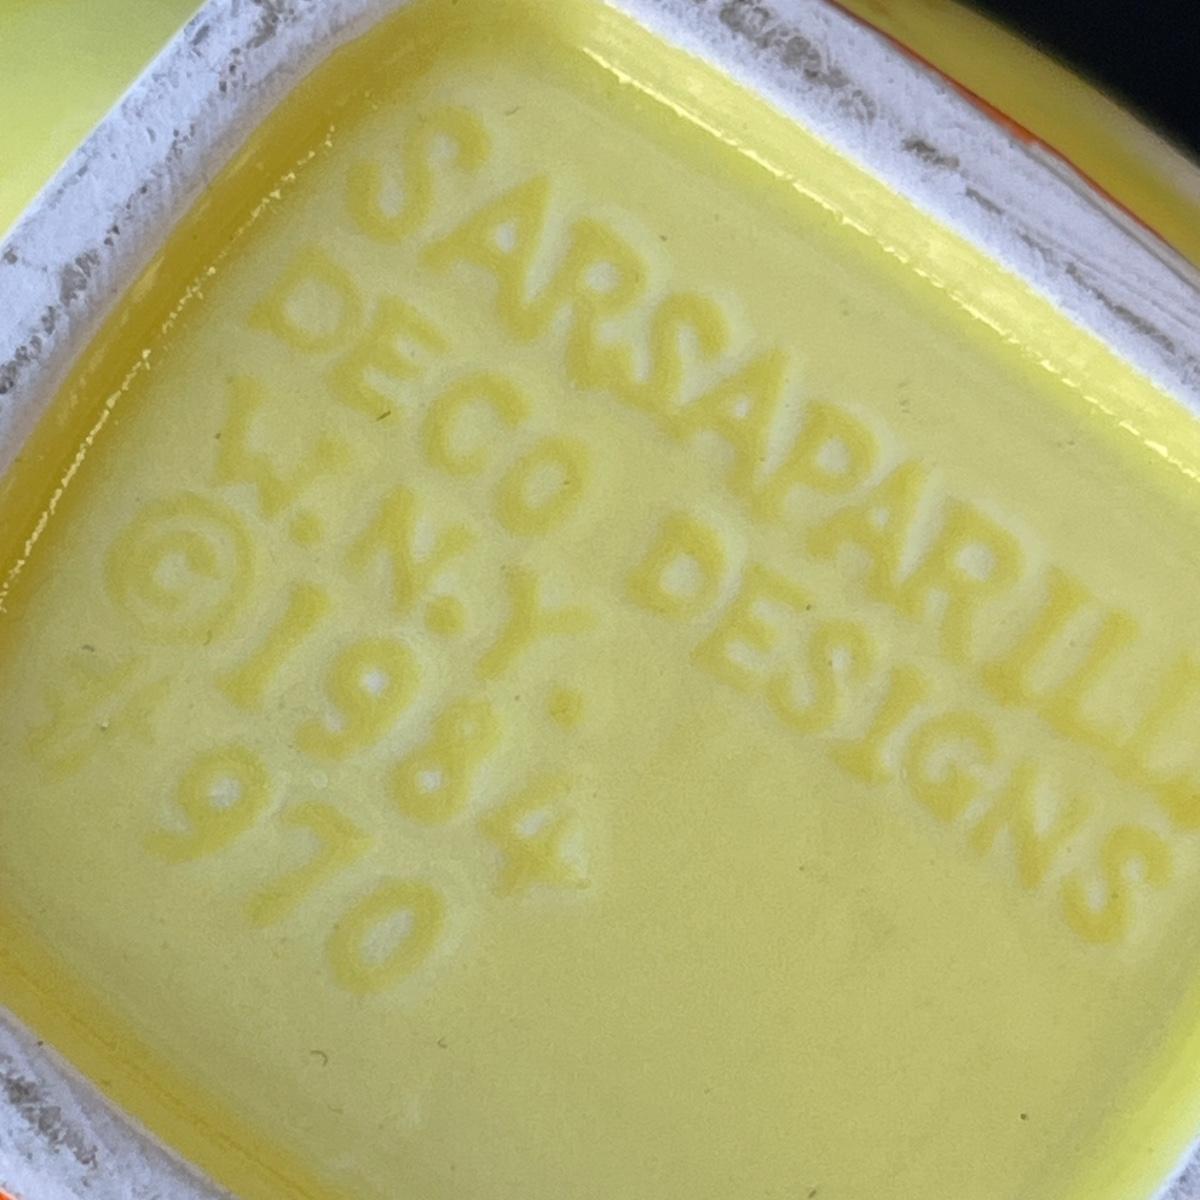 SARSAPARILL
DECO DESIGNS
W.N.Y.
©1984
# 970